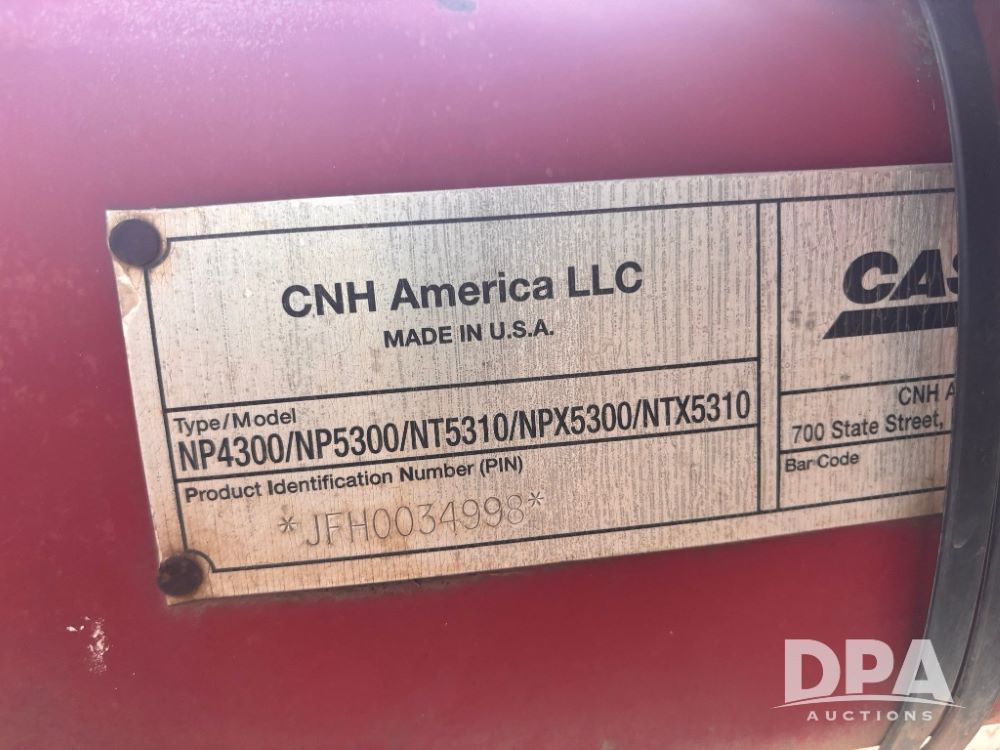 CNH America LLC
MADE IN U.S.A.
Type/Model
NP4300/NP5300/NT5310/NPX5300/NTX5310
Product Identification Number (PIN)
*JFH0034998*
CAS
CNH A
700 State Street,
Bar Code
DPA
AUCTIONS